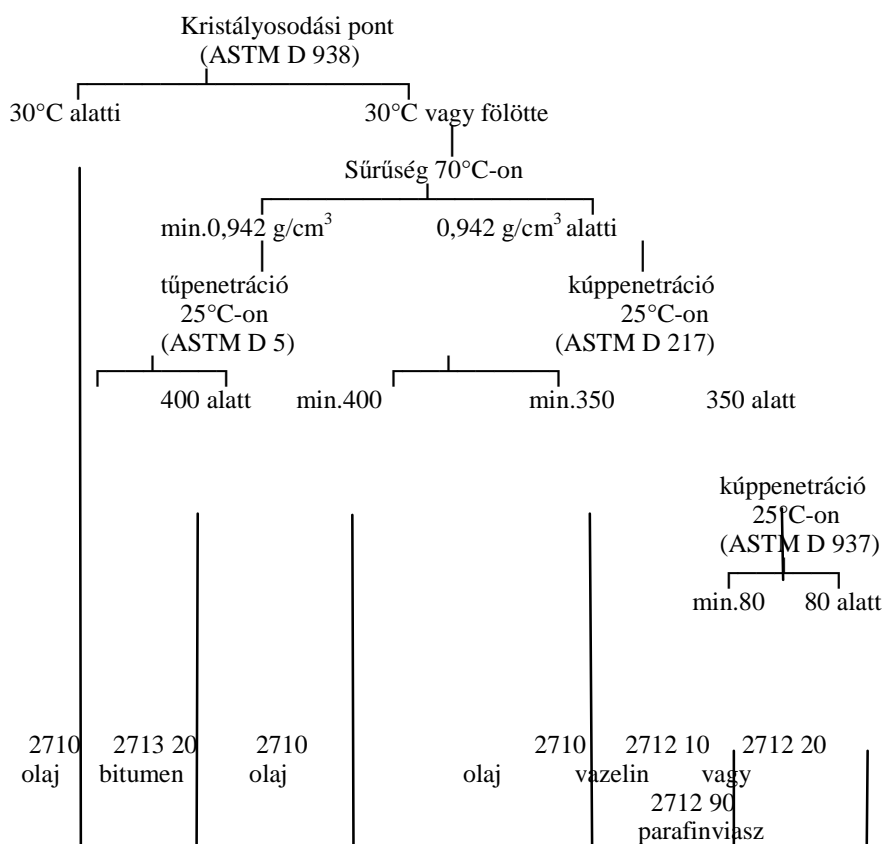 Kristályosodási pont
(ASTM D 938)
30°C alatti 30°C vagy fölötte
Sűrűség 70°C-on
min.0,942 g/cm³ 0,942 g/cm³ alatti
tűpenetráció kúppenetráció
25°C-on 25°C-on
(ASTM D 5) (ASTM D 217)
400 alatt min.400 min.350 350 alatt
kúppenetráció
25°C-on
(ASTM D 937)
min.80 80 alatt
2710 2713 20 2710 2710 2712 10 2712 20
olaj bitumen olaj olaj vazelin vagy
2712 90
parafinviasz